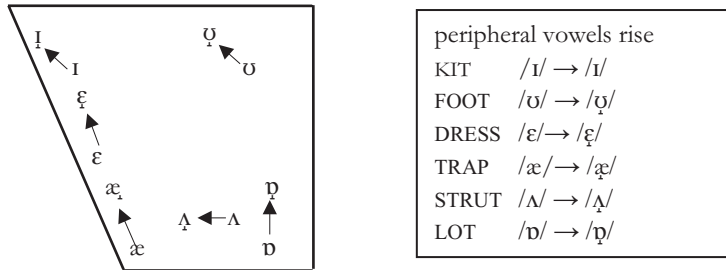 ɪ̝ ʊ̝
ɪ ʊ
ɛ̝
ɛ
æ̝ ɒ̝
ʌ̝ ʌ
æ ɒ
peripheral vowels rise
KIT /ɪ/ → /ɪ/
FOOT /ʊ/ → /ʊ̝/
DRESS /ɛ/→ /ɛ̝/
TRAP /æ/→ /æ̝/
STRUT /ʌ/ → /ʌ̝/
LOT /ɒ/ → /ɒ̝/